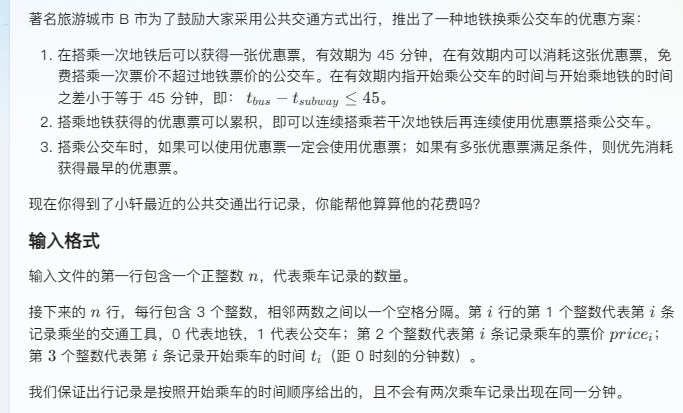 著名旅游城市 B 市为了鼓励大家采用公共交通方式出行，推出了一种地铁换乘公交车的优惠方案：
1. 在搭乘一次地铁后可以获得一张优惠票，有效期为 45 分钟，在有效期内可以消耗这张优惠票，免
费搭乘一次票价不超过地铁票价的公交车。在有效期内指开始乘公交车的时间与开始乘地铁的时间
之差小于等于 45 分钟，即： t_{bus} − t_{subway} ≤ 45。
2. 搭乘地铁获得的优惠票可以累积，即可以连续搭乘若干次地铁后再连续使用优惠票搭乘公交车。
3. 搭乘公交车时，如果可以使用优惠票一定会使用优惠票；如果有多张优惠票满足条件，则优先消耗
获得最早的优惠票。
现在你得到了小轩最近的公共交通出行记录，你能帮他算算他的花费吗？
输入格式
输入文件的第一行包含一个正整数 n，代表乘车记录的数量。
接下来的 n 行，每行包含 3 个整数，相邻两数之间以一个空格分隔。第 i 行的第 1 个整数代表第 i 条
记录乘坐的交通工具，0 代表地铁，1 代表公交车；第 2 个整数代表第 i 条记录乘车的票价 price_i；
第 3 个整数代表第 i 条记录开始乘车的时间 t_i（距 0 时刻的分钟数）。
我们保证出行记录是按照开始乘车的时间顺序给出的，且不会有两次乘车记录出现在同一分钟。